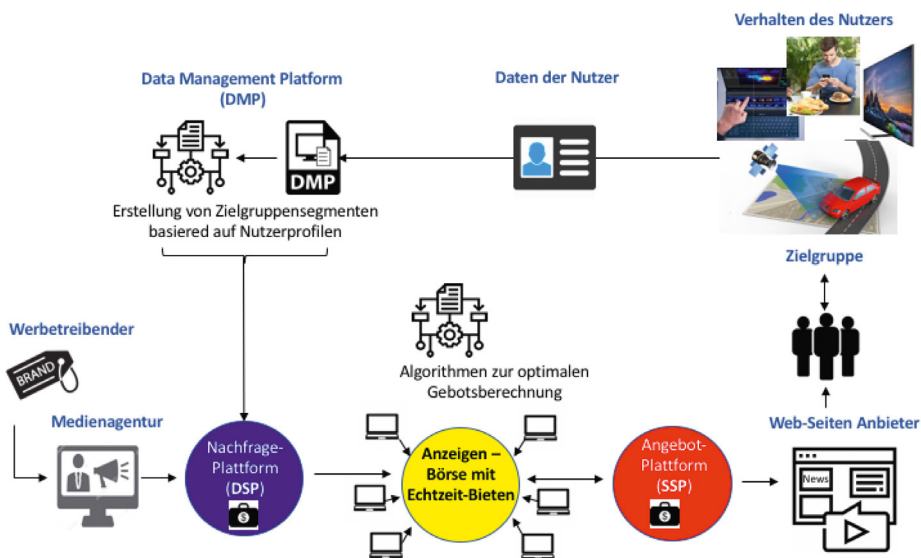 Verhalten des Nutzers
Data Management Platform
(DMP)
Daten der Nutzer
DMP
Erstellung von Zielgruppensegmenten
basiered auf Nutzerprofilen
Zielgruppe
Werbetreibender
BRAND
Algorithmen zur optimalen
Gebotsberechnung
Medienagentur
Web-Seiten Anbieter
Nachfrage-
Plattform
(DSP)
$
Anzeigen –
Börse mit
Echtzeit-Bieten
Angebot-
Plattform
(SSP)
$
News